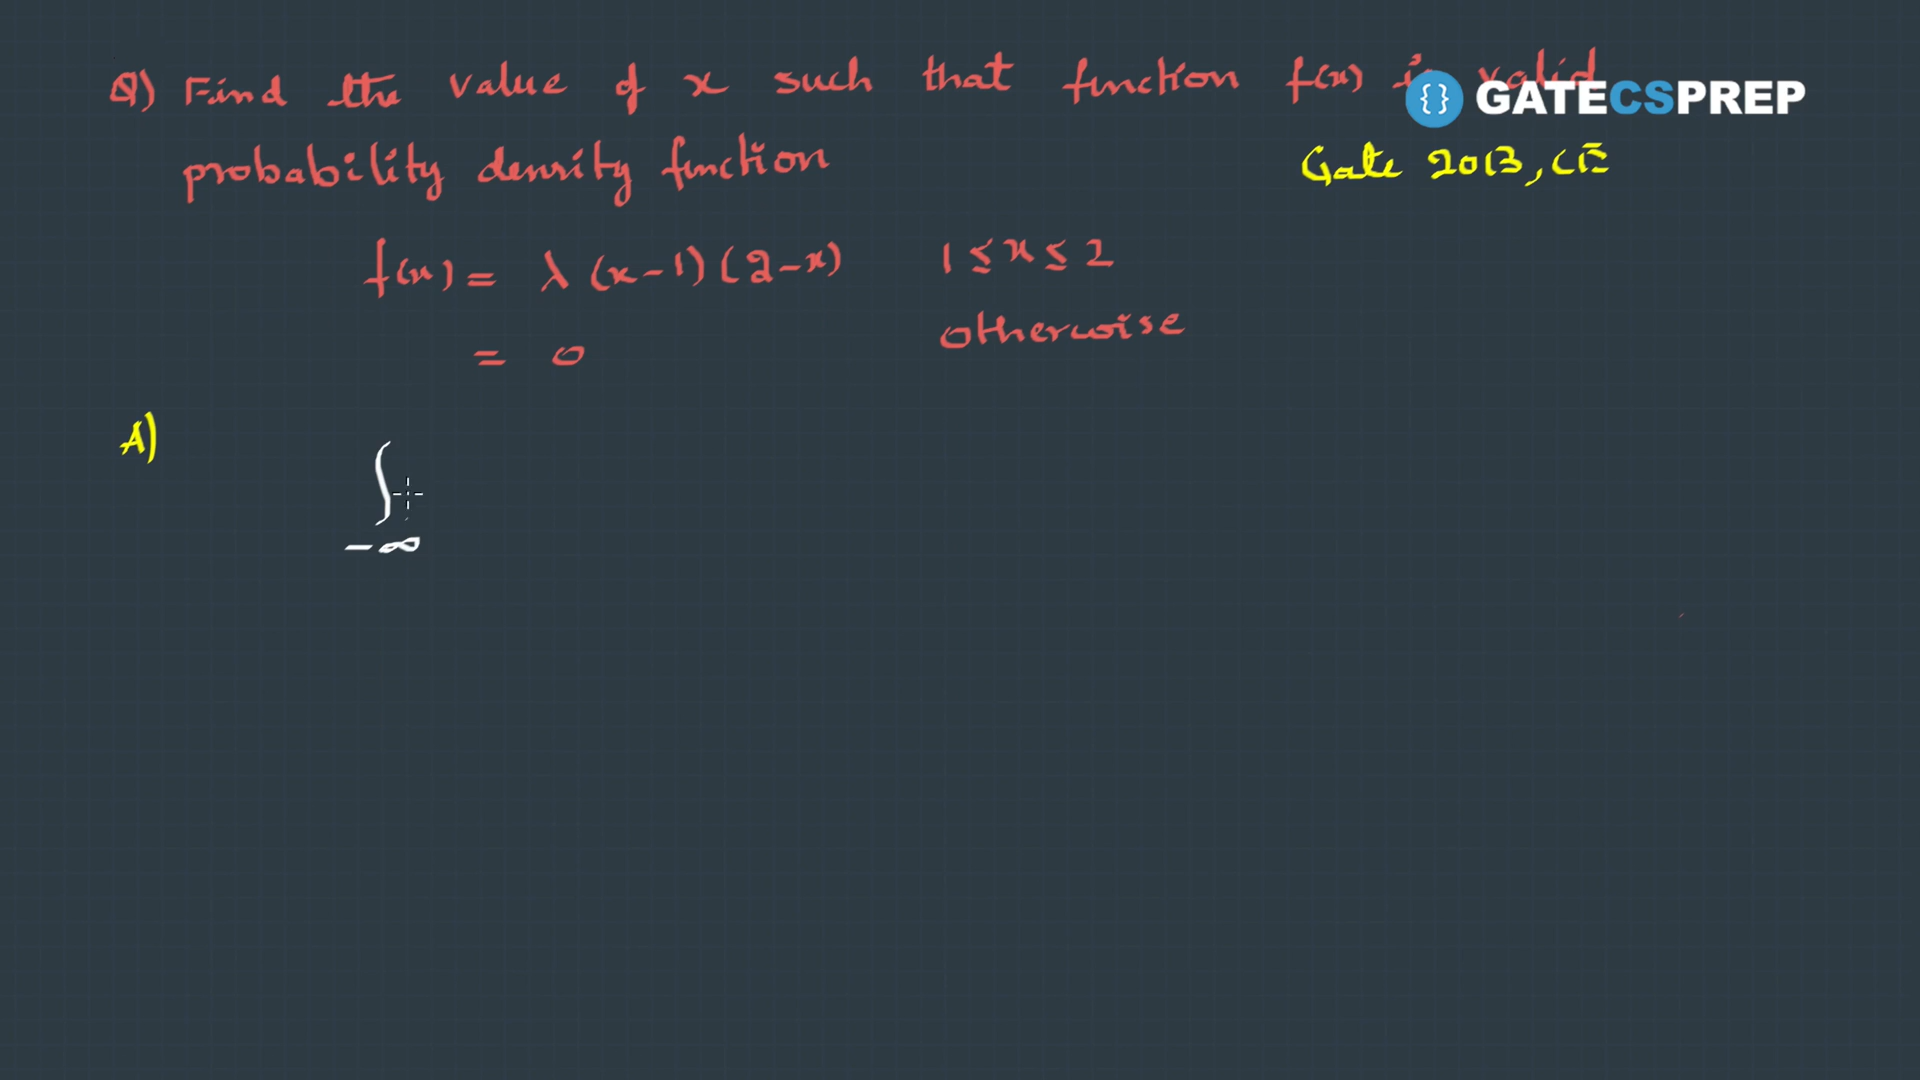 Q) Find the value of x such that function f(x) is valid
{} GATECSPREP
probability density function
Gate 2013, CE
f(x) = λ (x-1) (2-x) 1 ≤ x ≤ 2
= 0 otherwise
A)
∫
-∞